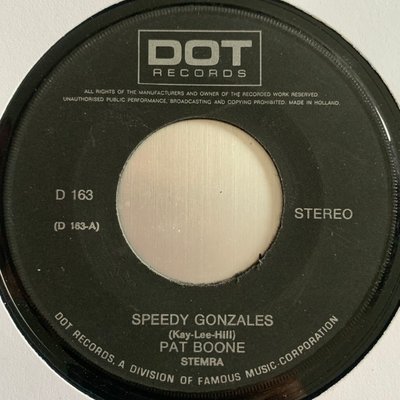 DOT
RECORDS
ALL RIGHTS OF THE MANUFACTURERS AND OWNER OF THE RECORDED WORK RESERVED
UNAUTHORISED PUBLIC PERFORMANCE, BROADCASTING AND COPYING PROHIBITED. MADE IN HOLLAND.
D 163
(D 163-A)
STEREO
SPEEDY GONZALES
(Kay-Lee-Hill)
PAT BOONE
STEMRA
DOT RECORDS, A DIVISION OF FAMOUS MUSIC CORPORATION